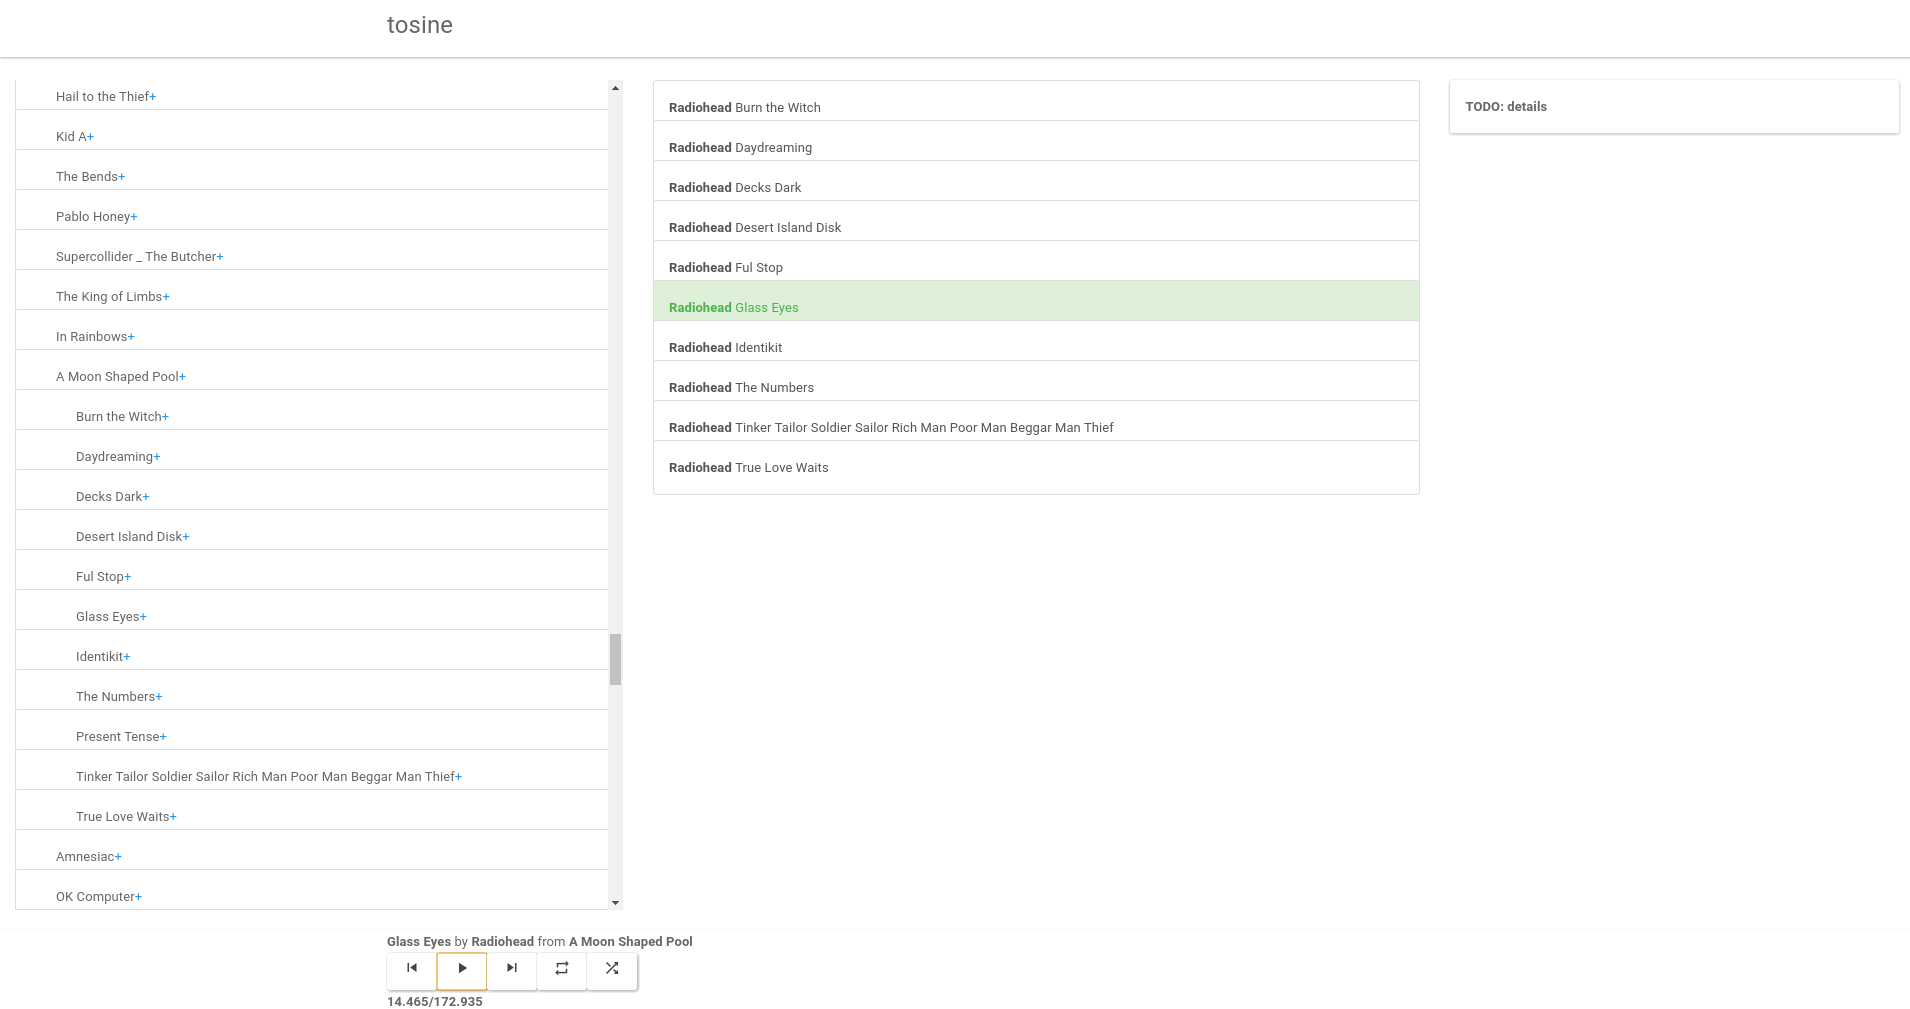 tosine
Hail to the Thief+
Kid A+
The Bends+
Pablo Honey+
Supercollider _ The Butcher+
The King of Limbs+
In Rainbows+
A Moon Shaped Pool+
Burn the Witch+
Daydreaming+
Decks Dark+
Desert Island Disk+
Ful Stop+
Glass Eyes+
Identikit+
The Numbers+
Present Tense+
Tinker Tailor Soldier Sailor Rich Man Poor Man Beggar Man Thief+
True Love Waits+
Amnesiac+
OK Computer+
Radiohead Burn the Witch
Radiohead Daydreaming
Radiohead Decks Dark
Radiohead Desert Island Disk
Radiohead Ful Stop
Radiohead Glass Eyes
Radiohead Identikit
Radiohead The Numbers
Radiohead Tinker Tailor Soldier Sailor Rich Man Poor Man Beggar Man Thief
Radiohead True Love Waits
TODO: details
Glass Eyes by Radiohead from A Moon Shaped Pool
14.465/172.935